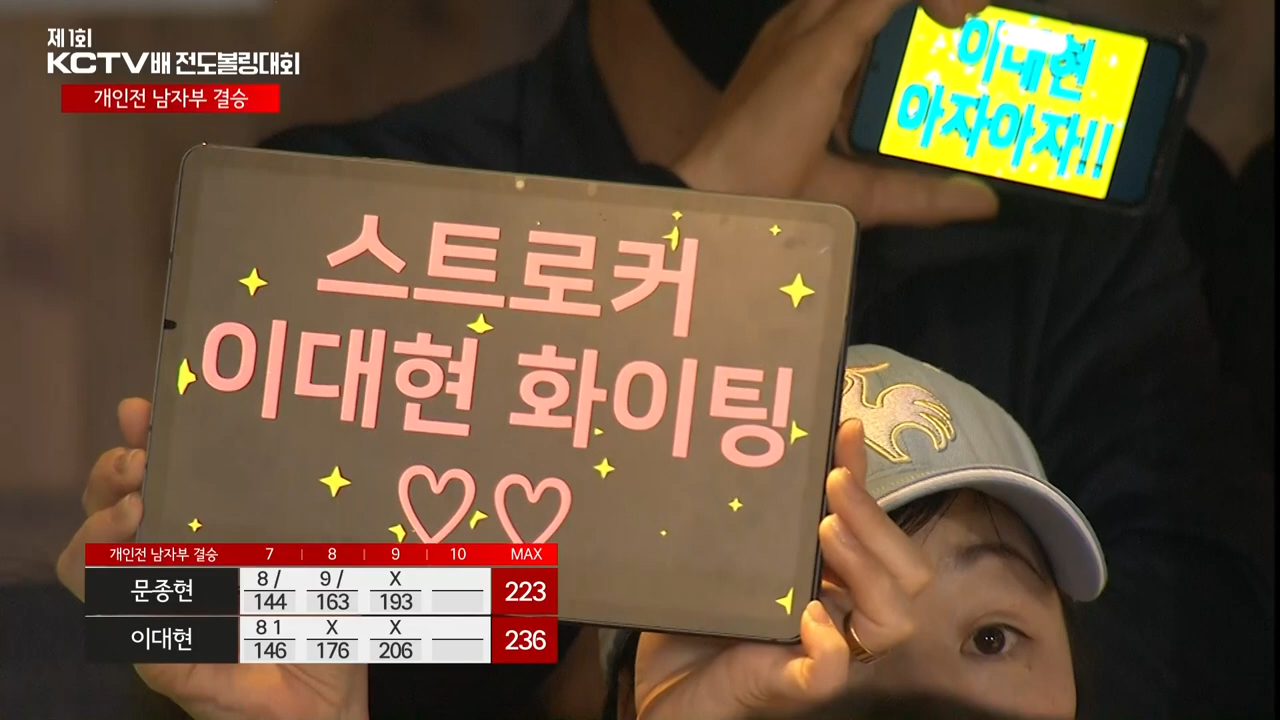 제1회
KCTV배 전도볼링대회
개인전 남자부 결승
이대현
아자아자!!
스트로커
이대현 화이팅
개인전 남자부 결승 7 8 9 10 MAX
문종현 8 / 9 / X 223
144 163 193
이대현 8 1 X X 236
146 176 206